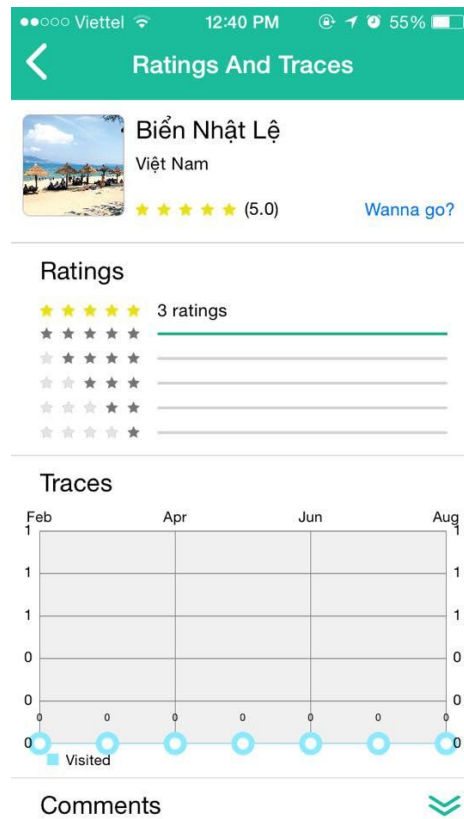 Viettel 12:40 PM 55%
Ratings And Traces
Biển Nhật Lệ
Việt Nam
(5.0) Wanna go?
Ratings
3 ratings
Traces
Feb Apr Jun Aug
1 1
1 1
1 1
0 0
0 0
0 0 0 0 0 0 0
0 0
Visited
Comments